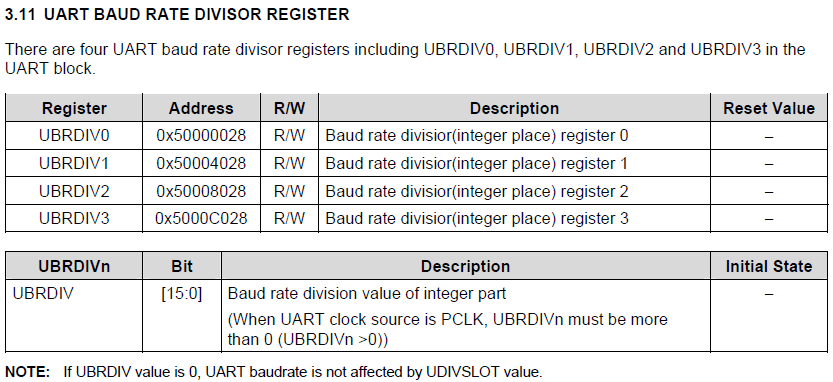 3.11 UART BAUD RATE DIVISOR REGISTER
There are four UART baud rate divisor registers including UBRDIV0, UBRDIV1, UBRDIV2 and UBRDIV3 in the
UART block.
Register Address R/W Description Reset Value
UBRDIV0 0x50000028 R/W Baud rate divisior(integer place) register 0 –
UBRDIV1 0x50004028 R/W Baud rate divisior(integer place) register 1 –
UBRDIV2 0x50008028 R/W Baud rate divisior(integer place) register 2 –
UBRDIV3 0x5000C028 R/W Baud rate divisior(integer place) register 3 –
UBRDIVn Bit Description Initial State
UBRDIV [15:0] Baud rate division value of integer part –
(When UART clock source is PCLK, UBRDIVn must be more
than 0 (UBRDIVn >0))
NOTE: If UBRDIV value is 0, UART baudrate is not affected by UDIVSLOT value.